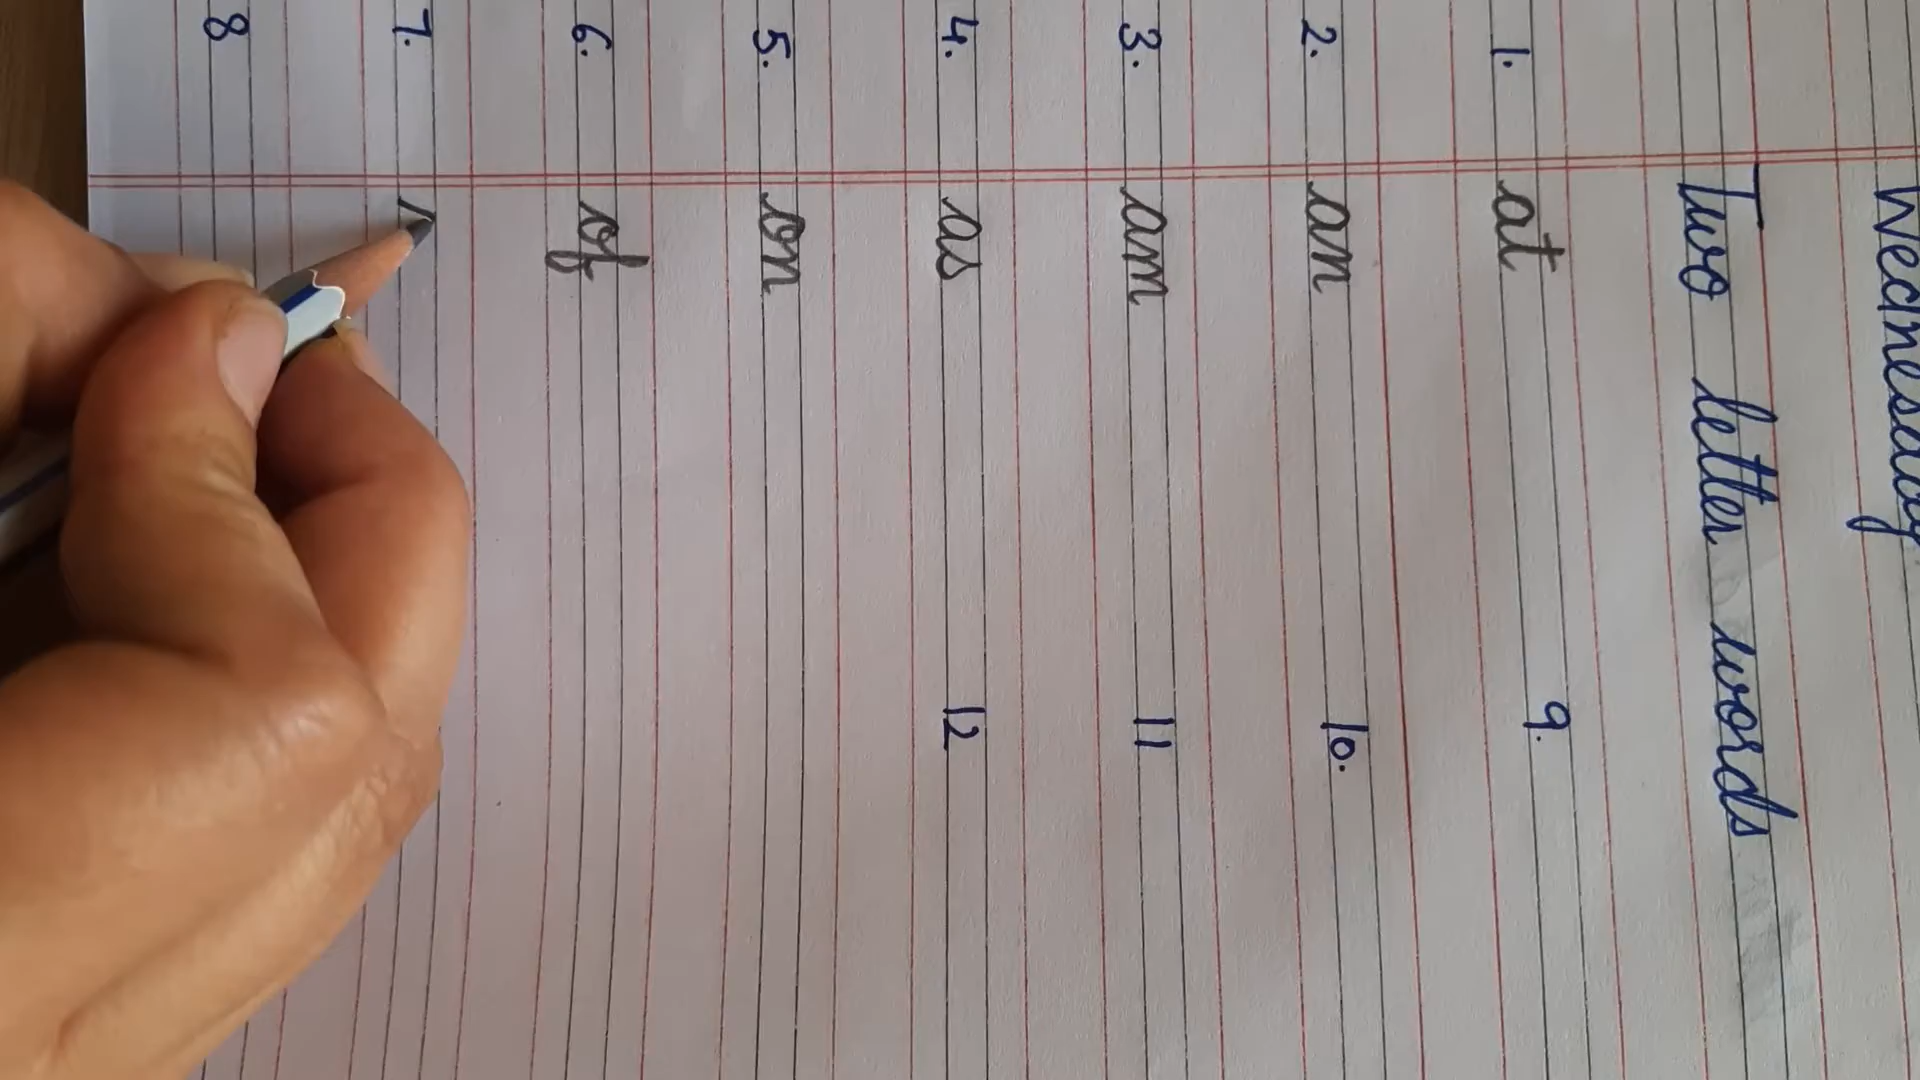 Wednesday
Two letter words
1. at 9.
2. an 10.
3. am 11
4. as 12
5. on
6. of
7.
8